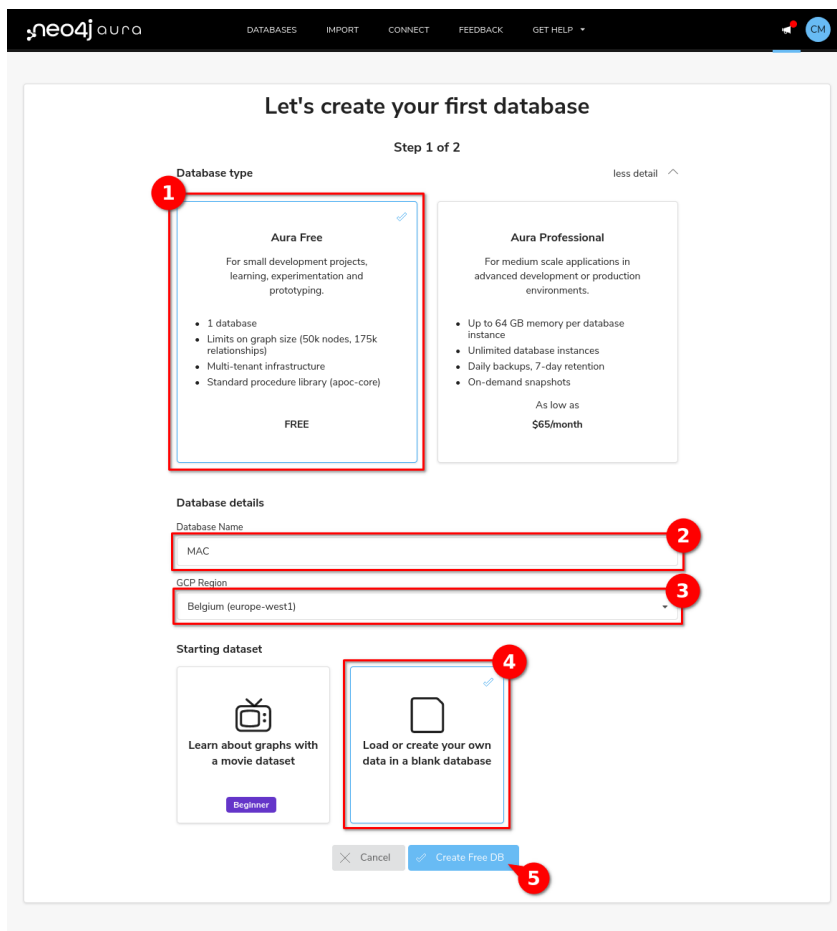 neo4j aura
DATABASES IMPORT CONNECT FEEDBACK GET HELP
CM
Let's create your first database
Step 1 of 2
Database type
less detail
1
Aura Free
For small development projects,
learning, experimentation and
prototyping.
• 1 database
• Limits on graph size (50k nodes, 175k
relationships)
• Multi-tenant infrastructure
• Standard procedure library (apoc-core)
FREE
Aura Professional
For medium scale applications in
advanced development or production
environments.
• Up to 64 GB memory per database
instance
• Unlimited database instances
• Daily backups, 7-day retention
• On-demand snapshots
As low as
$65/month
Database details
Database Name
2
MAC
GCP Region
3
Belgium (europe-west1)
Starting dataset
4
Learn about graphs with
a movie dataset
Beginner
Load or create your own
data in a blank database
Cancel
Create Free DB
5